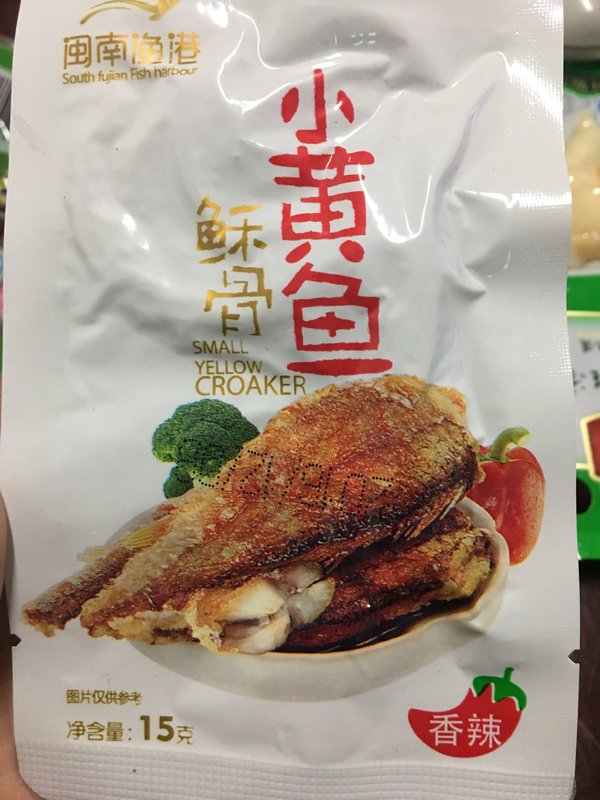 闽南渔港
South fujian Fish harbour
小黄鱼
酥骨
SMALL
YELLOW
CROAKER
图片仅供参考
净含量：15克
香辣